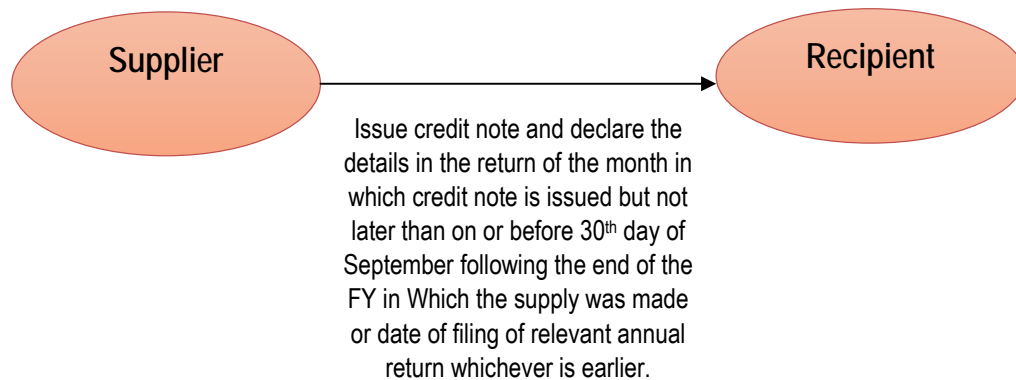 Supplier
Recipient
Issue credit note and declare the
details in the return of the month in
which credit note is issued but not
later than on or before 30th day of
September following the end of the
FY in Which the supply was made
or date of filing of relevant annual
return whichever is earlier.